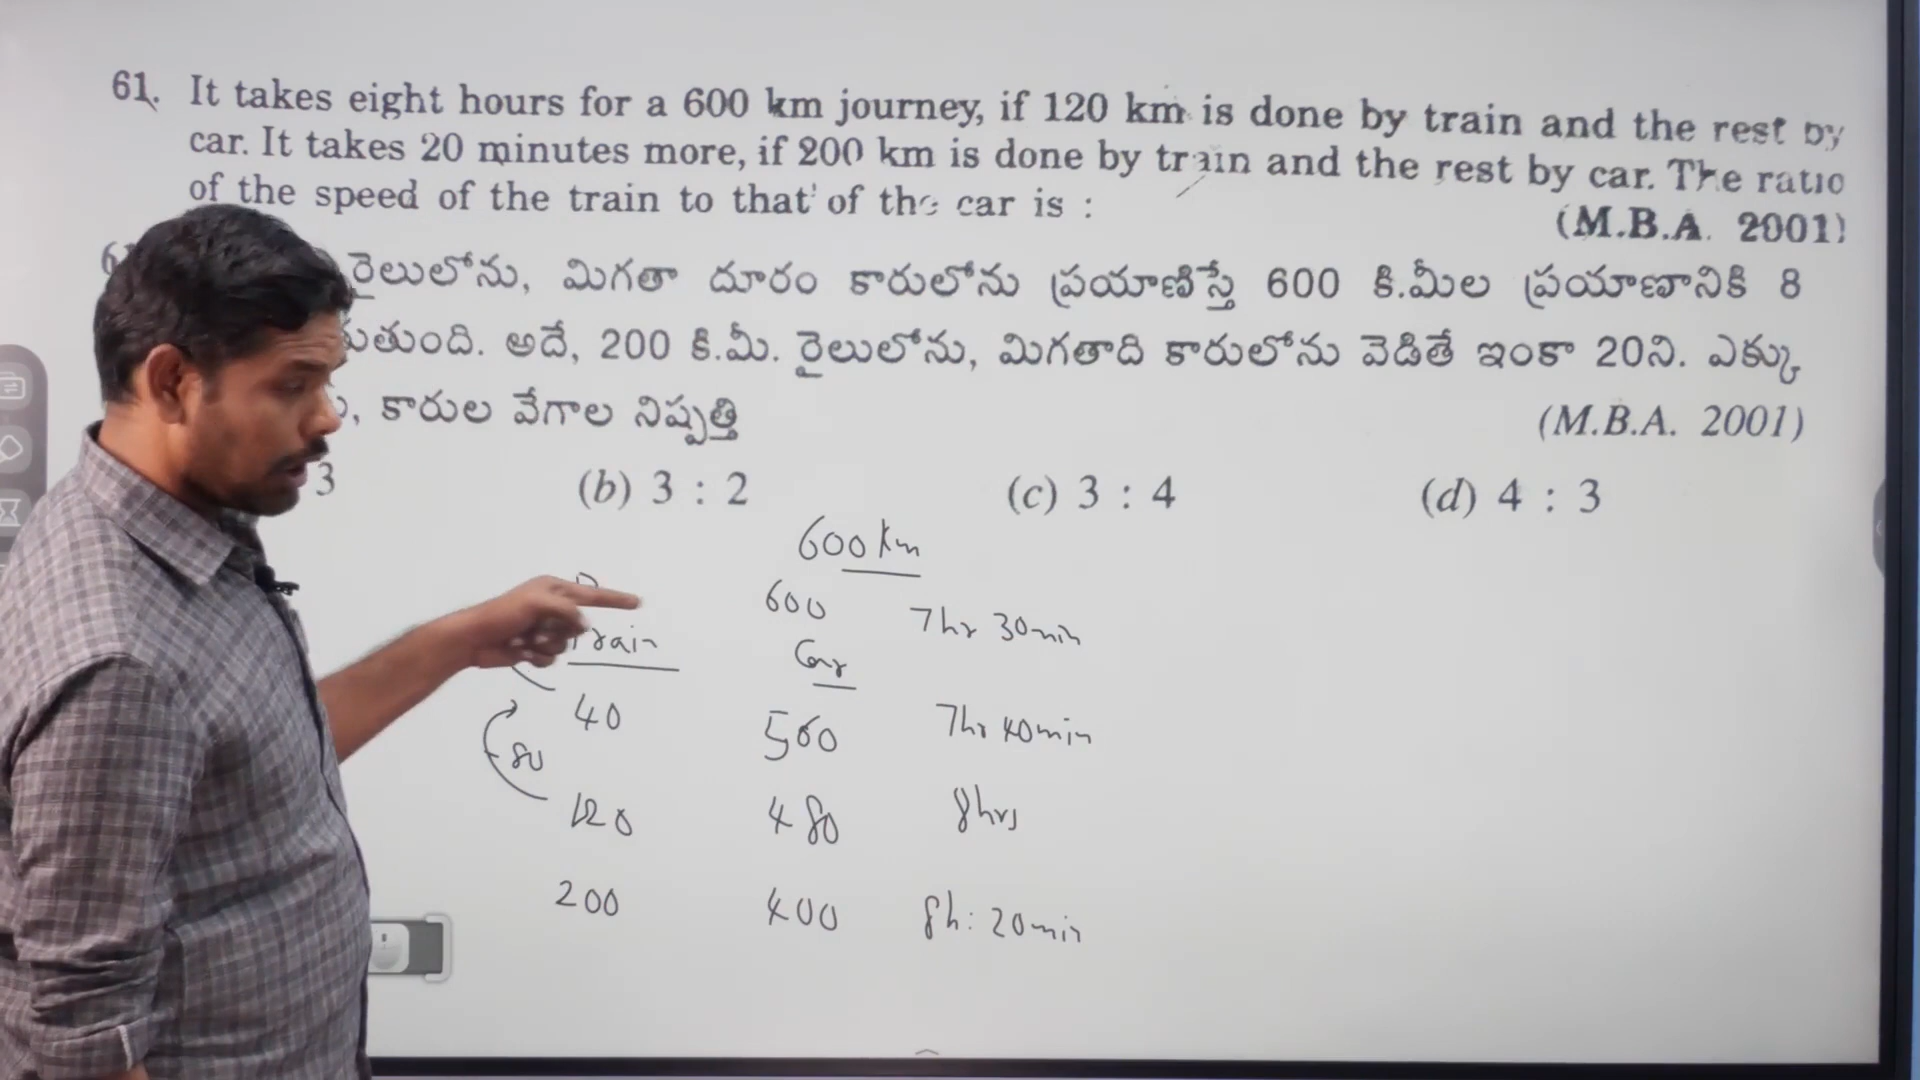 61. It takes eight hours for a 600 km journey, if 120 km is done by train and the rest by
car. It takes 20 minutes more, if 200 km is done by train and the rest by car. The ratio
of the speed of the train to that of the car is :
(M.B.A. 2001)
రైలులోను, మిగతా దూరం కారులోను ప్రయాణిస్తే 600 కి.మీల ప్రయాణానికి 8
అదే, 200 కి.మీ. రైలులోను, మిగతాది కారులోను వెడితే ఇంకా 20ని. ఎక్కు
, కారుల వేగాల నిష్పత్తి
(M.B.A. 2001)
3 (b) 3 : 2 (c) 3 : 4 (d) 4 : 3
600 km
600 7hr 30min
Train Car
40 560 7hr 40min
80
120 480 8hrs
200 400 8h: 20min